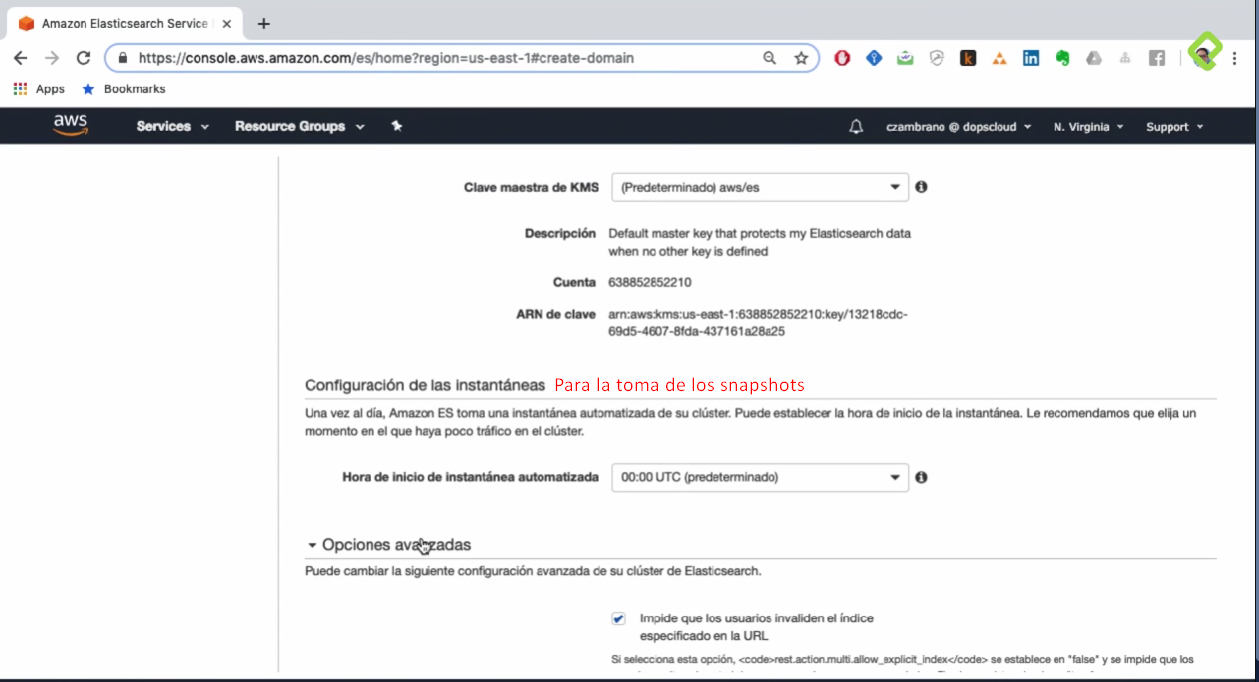 Amazon Elasticsearch Service
https://console.aws.amazon.com/es/home?region=us-east-1#create-domain
Apps Bookmarks
aws Services Resource Groups czambrano @ dopscloud N. Virginia Support
Clave maestra de KMS (Predeterminado) aws/es
Descripción Default master key that protects my Elasticsearch data
when no other key is defined
Cuenta 638852852210
ARN de clave arn:aws:kms:us-east-1:638852852210:key/13218cdc-
69d5-4607-8fda-437161a28a25
Configuración de las instantáneas Para la toma de los snapshots
Una vez al día, Amazon ES toma una instantánea automatizada de su clúster. Puede establecer la hora de inicio de la instantánea. Le recomendamos que elija un
momento en el que haya poco tráfico en el clúster.
Hora de inicio de instantánea automatizada 00:00 UTC (predeterminado)
Opciones avanzadas
Puede cambiar la siguiente configuración avanzada de su clúster de Elasticsearch.
Impide que los usuarios invaliden el índice
especificado en la URL
Si selecciona esta opción, <code>rest.action.multi.allow_explicit_index</code> se establece en "false" y se impide que los